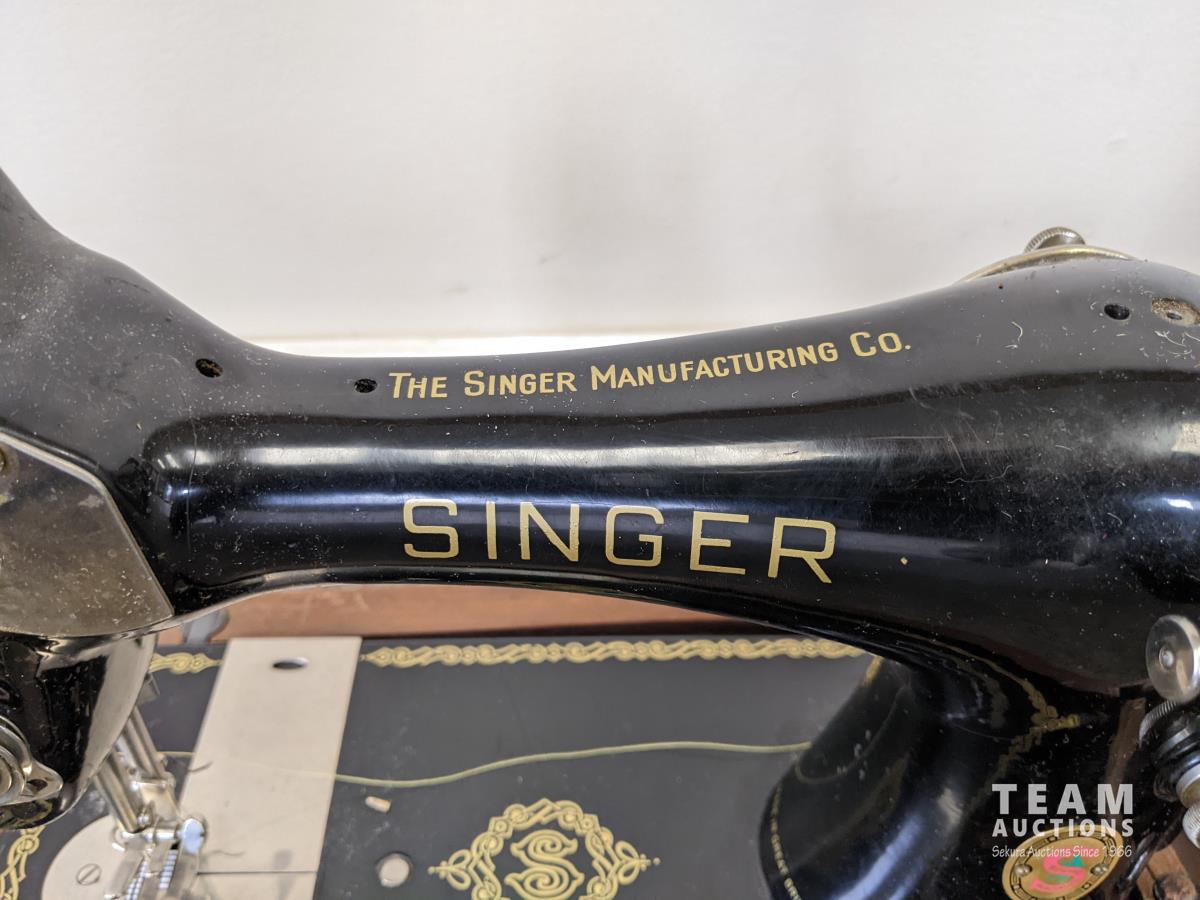 The Singer Manufacturing Co.
SINGER
S
TEAM
AUCTIONS
Sekura Auctions Since 1966